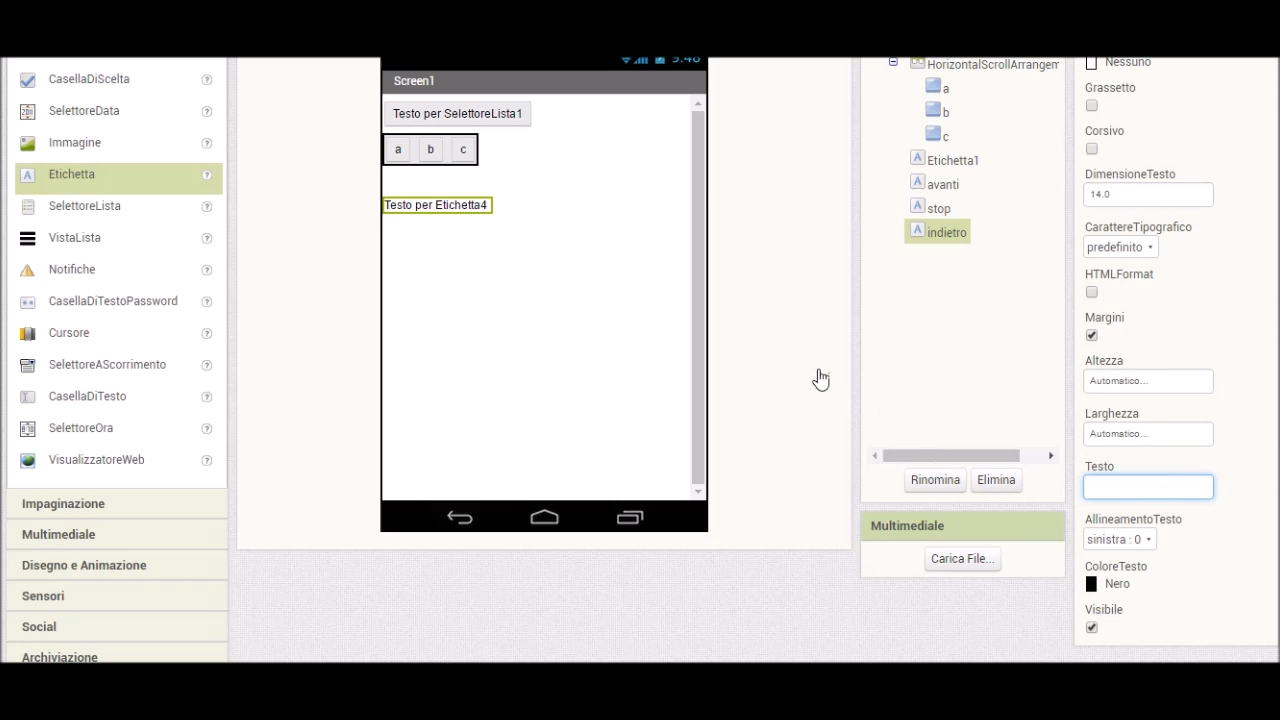 CasellaDiScelta
SelettoreData
Immagine
Etichetta
SelettoreLista
VistaLista
Notifiche
CasellaDiTestoPassword
Cursore
SelettoreAScorrimento
CasellaDiTesto
SelettoreOra
VisualizzatoreWeb
Impaginazione
Multimediale
Disegno e Animazione
Sensori
Social
Archiviazione
9:48
Screen1
Testo per SelettoreLista1
a b c
Testo per Etichetta4
HorizontalScrollArrangem
a
b
c
Etichetta1
avanti
stop
indietro
Rinomina Elimina
Multimediale
Carica File...
Nessuno
Grassetto
Corsivo
DimensioneTesto
14.0
CarattereTipografico
predefinito
HTMLFormat
Margini
Altezza
Automatico...
Larghezza
Automatico...
Testo
AllineamentoTesto
sinistra : 0
ColoreTesto
Nero
Visibile